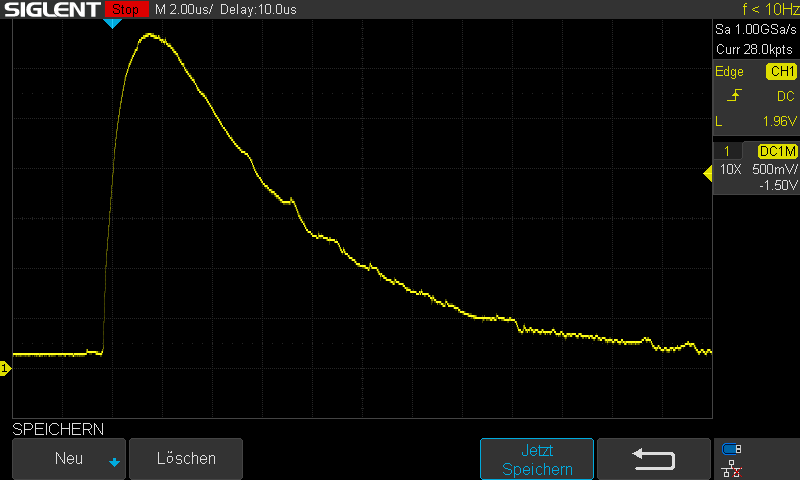 SIGLENT Stop M 2.00us/ Delay:10.0us f < 10Hz
Sa 1.00GSa/s
Curr 28.0kpts
Edge CH1
DC
L 1.96V
1 DC1M
10X 500mV/
-1.50V
1
SPEICHERN
Neu Löschen Jetzt Speichern